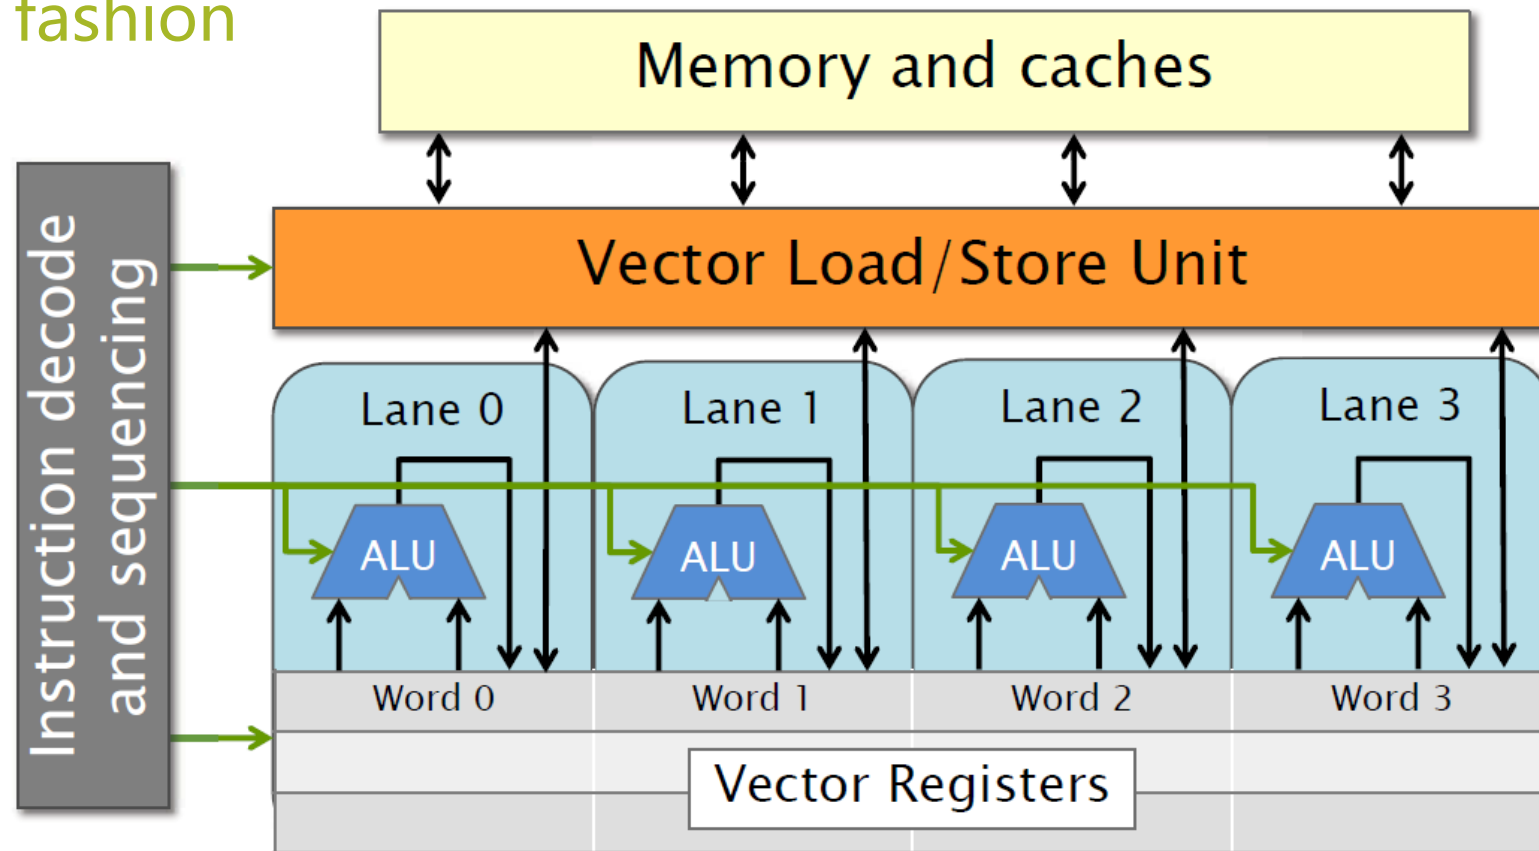 fashion
Memory and caches
Instruction decode
and sequencing
Vector Load/Store Unit
Lane 0
Lane 1
Lane 2
Lane 3
ALU
ALU
ALU
ALU
Word 0
Word 1
Word 2
Word 3
Vector Registers